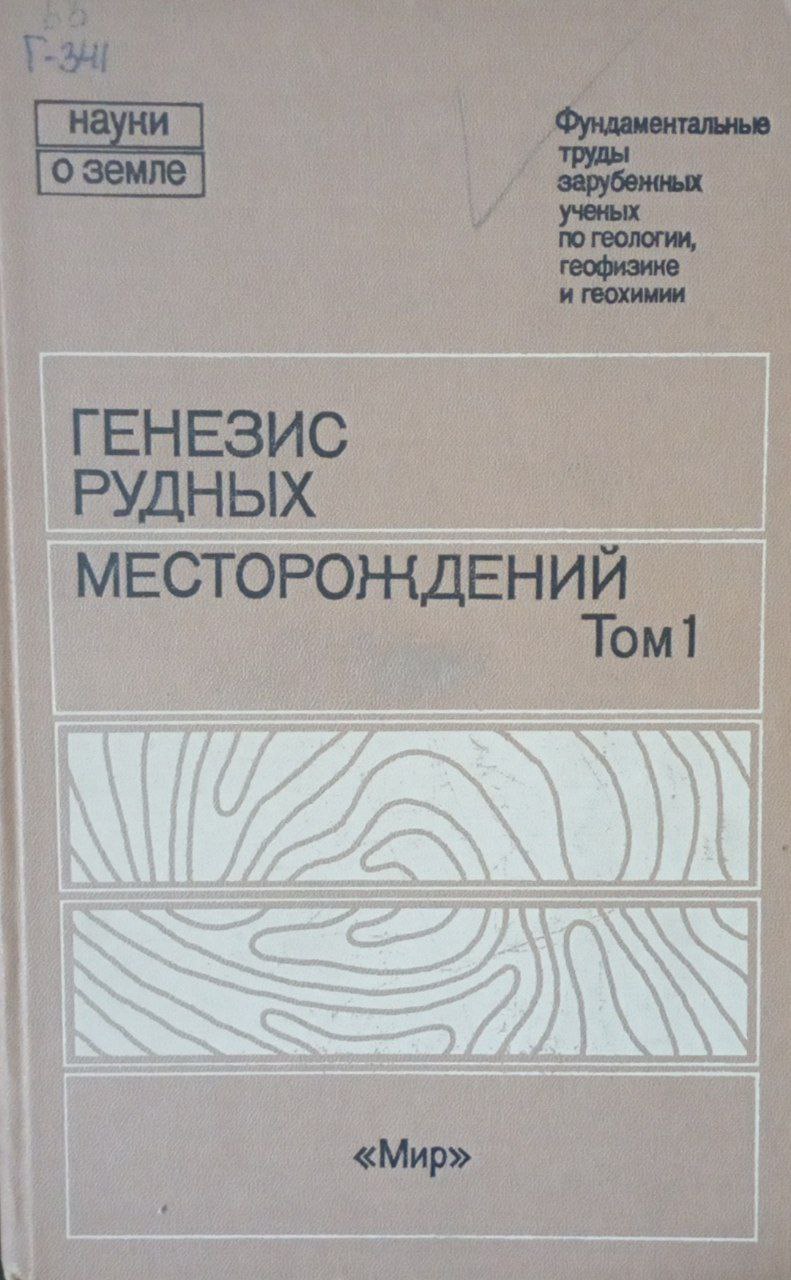 Г-341
науки
о земле
Фундаментальные
труды
зарубежных
ученых
по геологии,
геофизике
и геохимии
ГЕНЕЗИС
РУДНЫХ
МЕСТОРОЖДЕНИЙ
Том 1
«Мир»